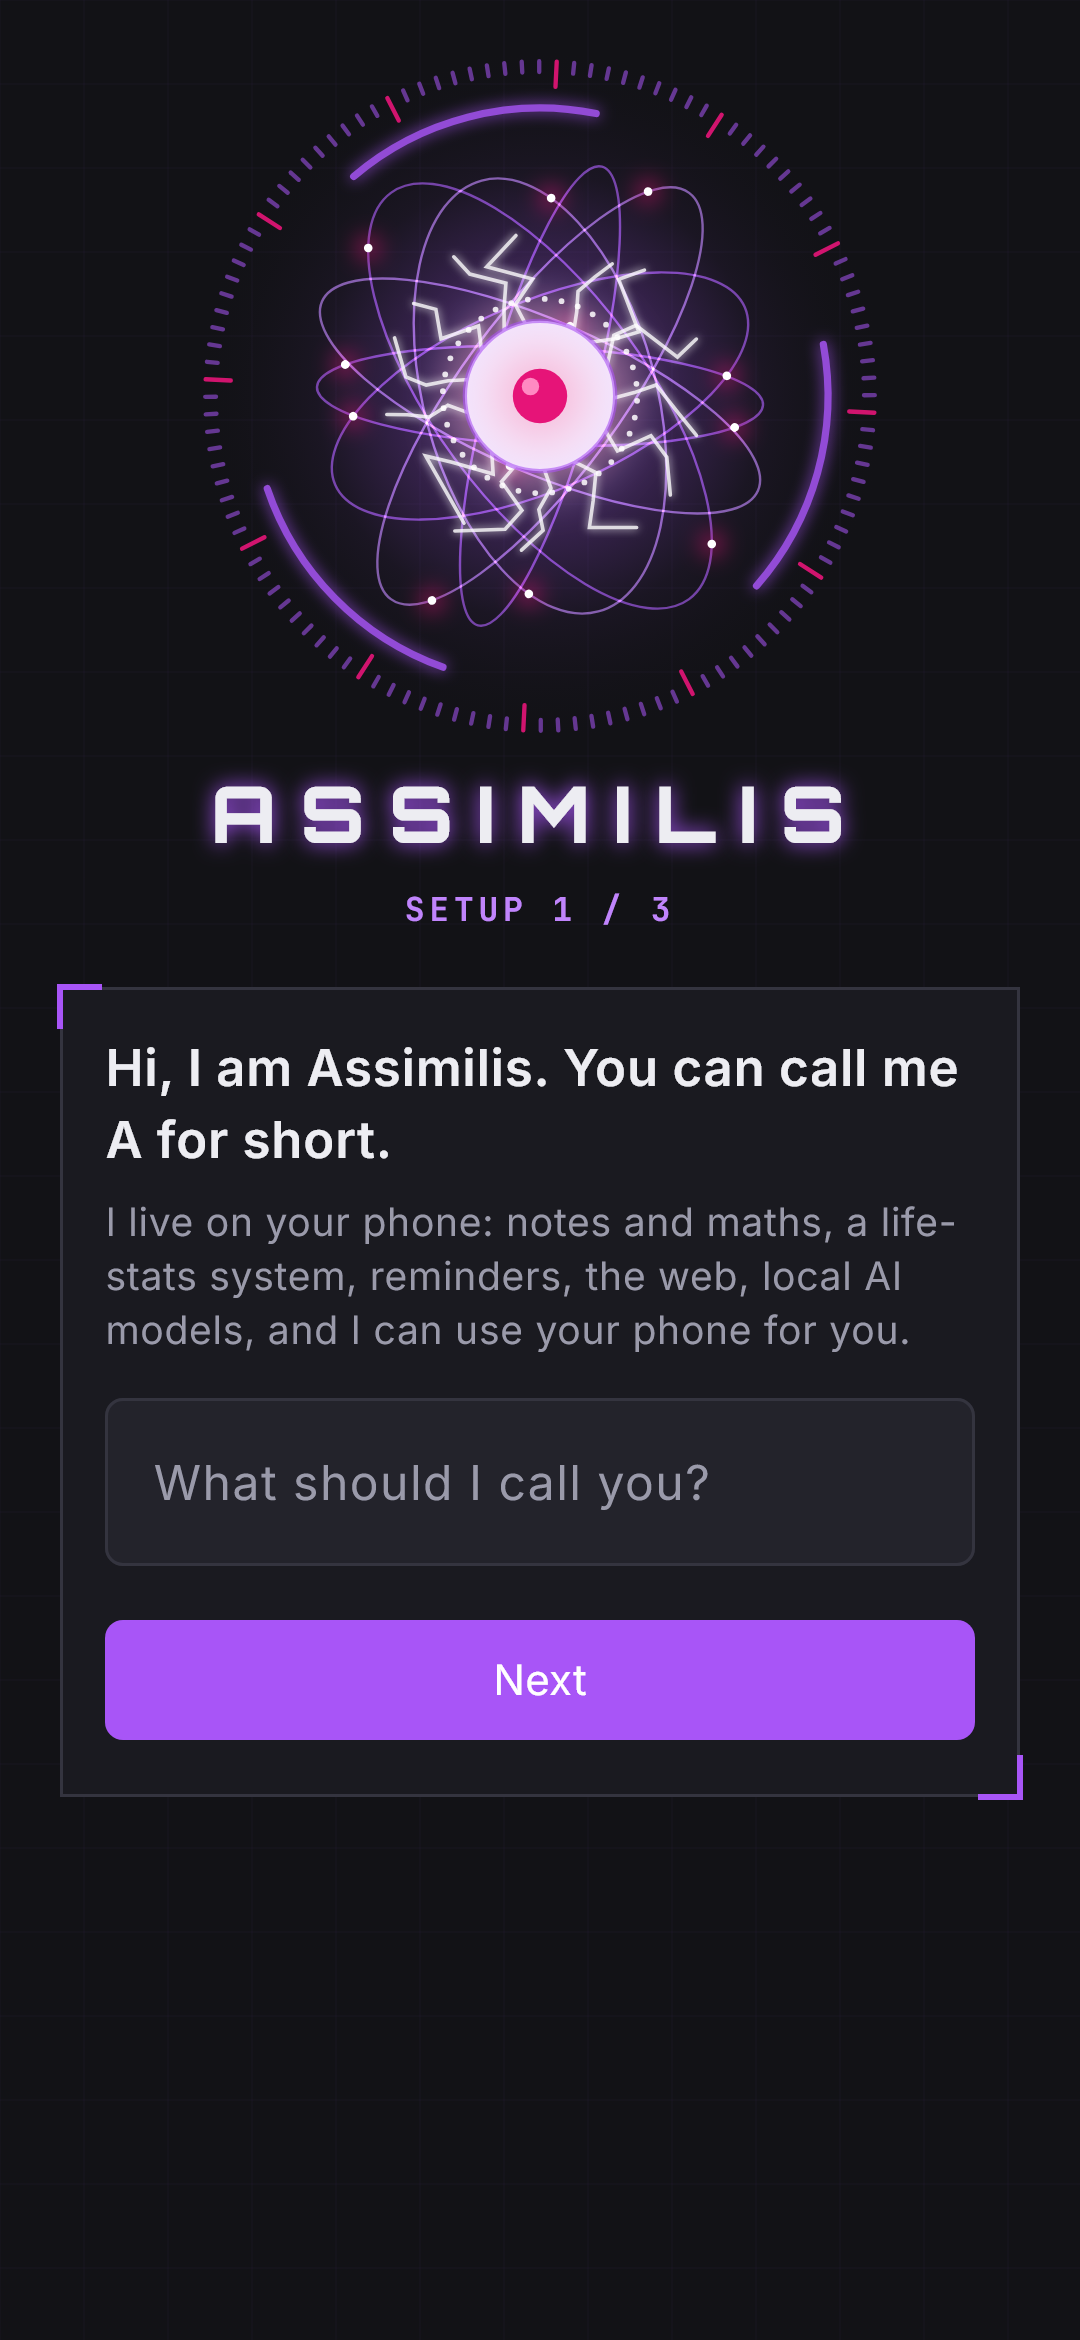 ASSIMILIS
SETUP 1 / 3
Hi, I am Assimilis. You can call me
A for short.
I live on your phone: notes and maths, a life-
stats system, reminders, the web, local AI
models, and I can use your phone for you.
What should I call you?
Next